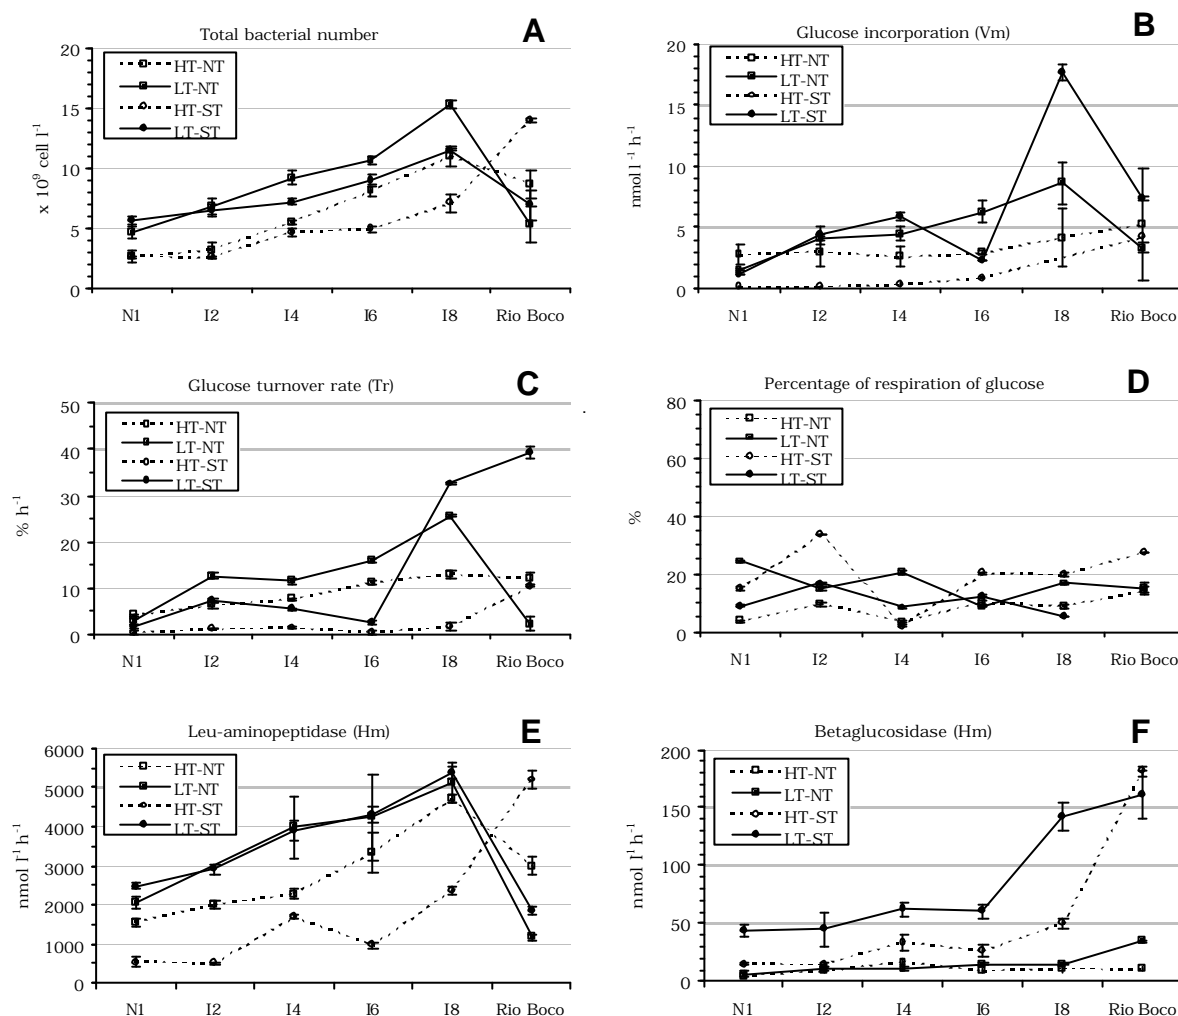 Total bacterial number
A
20
15
10
5
0
x 10⁹ cell l⁻¹
HT-NT
LT-NT
HT-ST
LT-ST
N1 I2 I4 I6 I8 Rio Boco
Glucose incorporation (Vm)
B
20
15
10
5
0
nmol l⁻¹ h⁻¹
HT-NT
LT-NT
HT-ST
LT-ST
N1 I2 I4 I6 I8 Rio Boco
Glucose turnover rate (Tr)
C
50
40
30
20
10
0
% h⁻¹
HT-NT
LT-NT
HT-ST
LT-ST
N1 I2 I4 I6 I8 Rio Boco
Percentage of respiration of glucose
D
80
60
40
20
0
%
HT-NT
LT-NT
HT-ST
LT-ST
N1 I2 I4 I6 I8 Rio Boco
Leu-aminopeptidase (Hm)
E
6000
5000
4000
3000
2000
1000
0
nmol l¹ h⁻¹
HT-NT
LT-NT
HT-ST
LT-ST
N1 I2 I4 I6 I8 Rio Boco
Betaglucosidase (Hm)
F
200
150
100
50
0
nmol l¹ h⁻¹
HT-NT
LT-NT
HT-ST
LT-ST
N1 I2 I4 I6 I8 Rio Boco